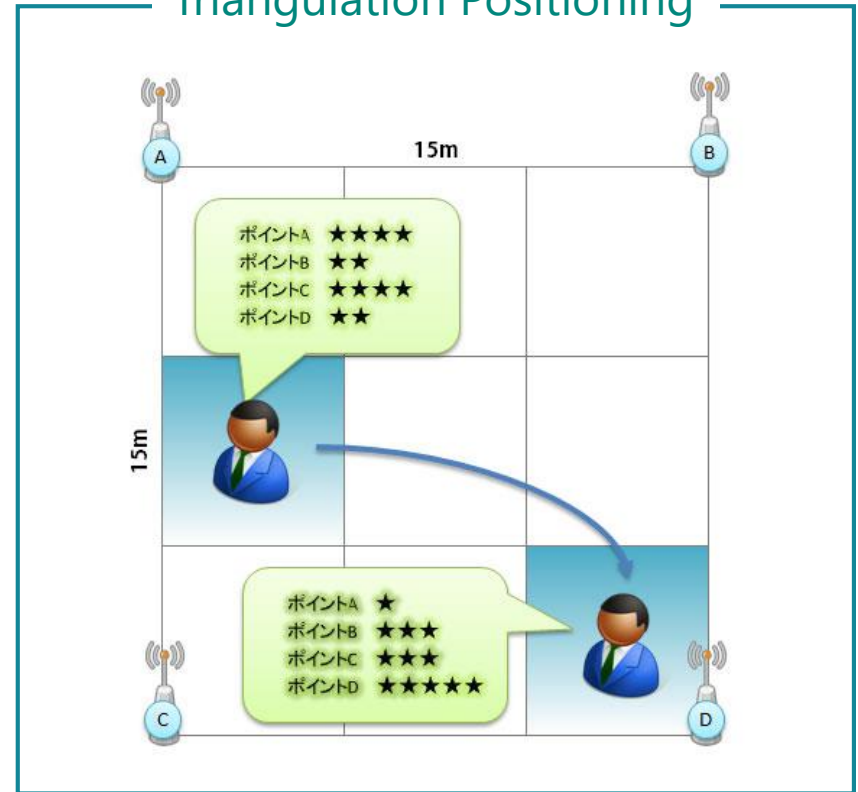 Triangulation Positioning
A
B
15m
ポイントA ★★★★
ポイントB ★★
ポイントC ★★★★
ポイントD ★★
15m
ポイントA ★
ポイントB ★★★
ポイントC ★★★
ポイントD ★★★★★
C
D